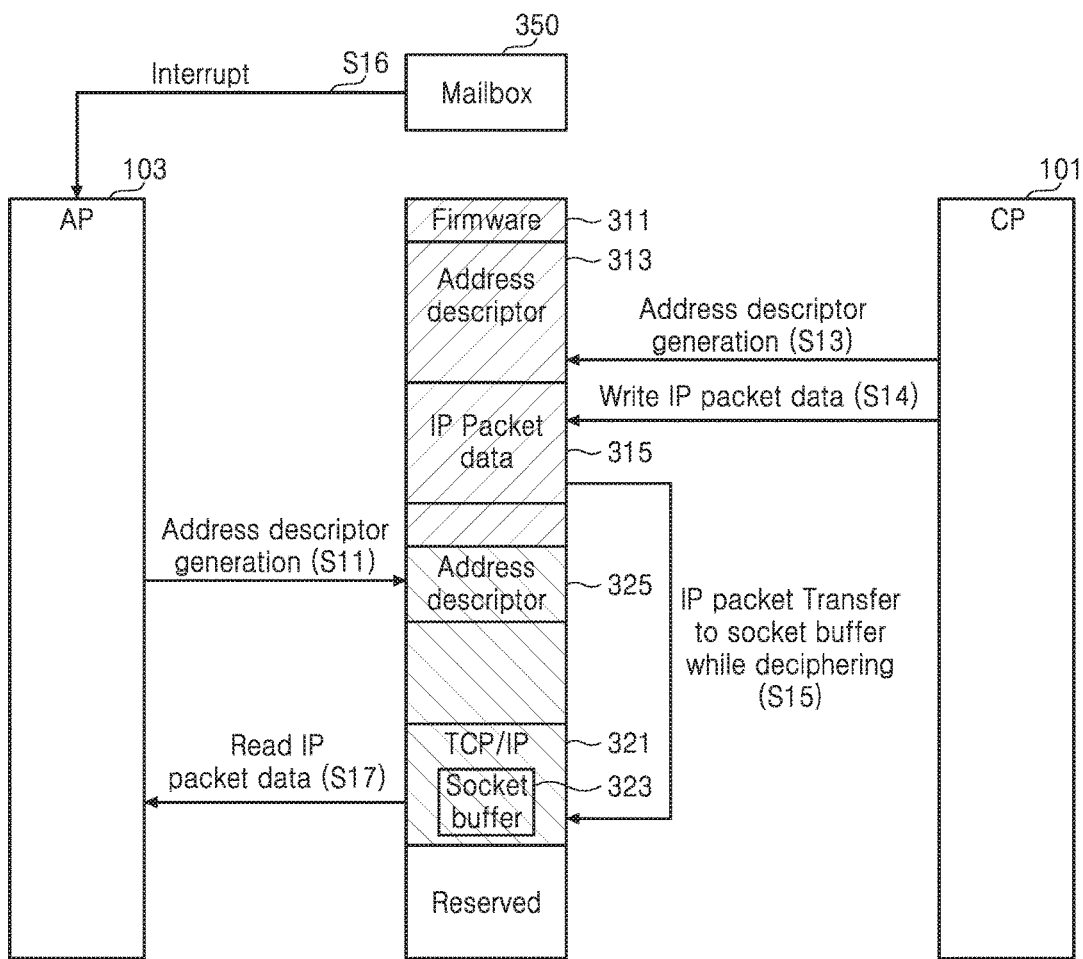 350
S16
Interrupt
Mailbox
103
101
AP
Firmware
311
CP
313
Address
descriptor
Address descriptor
generation (S13)
Write IP packet data (S14)
IP Packet
data
315
Address descriptor
generation (S11)
Address
descriptor
325
IP packet Transfer
to socket buffer
while deciphering
(S15)
TCP/IP
321
Read IP
packet data (S17)
Socket
buffer
323
Reserved